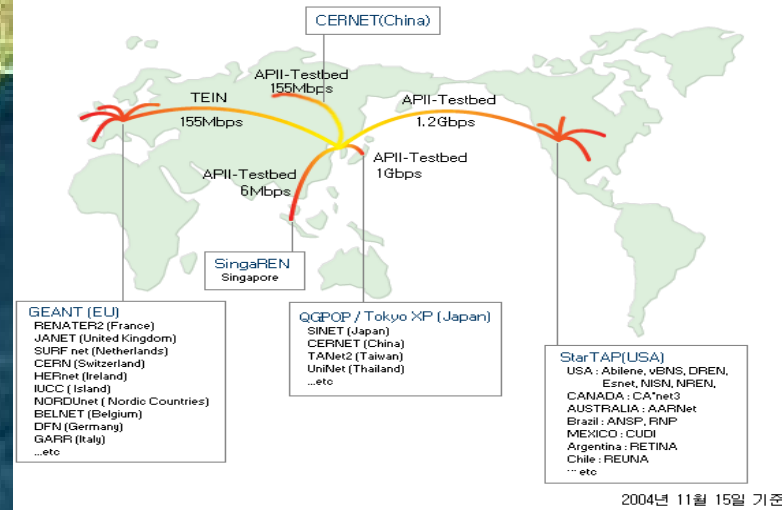 CERNET(China)
APII-Testbed
155Mbps
TEIN
155Mbps
APII-Testbed
1.2Gbps
APII-Testbed
1Gbps
APII-Testbed
6Mbps
SingaREN
Singapore
GEANT (EU)
RENATER2 (France)
JANET (United Kingdom)
SURF net (Netherlands)
CERN (Switzerland)
HERnet (Ireland)
IUCC ( Island)
NORDUnet ( Nordic Countries)
BELNET (Belgium)
DFN (Germany)
GARR (Italy)
...etc
QGPOP / Tokyo XP (Japan)
SINET (Japan)
CERNET (China)
TANet2 (Taiwan)
UniNet (Thailand)
...etc
StarTAP(USA)
USA : Abilene, vBNS, DREN,
Esnet, NISN, NREN,
CANADA : CA*net3
AUSTRALIA : AARNet
Brazil : ANSP, RNP
MEXICO : CUDI
Argentina : RETINA
Chile : REUNA
... etc
2004년 11월 15일 기준